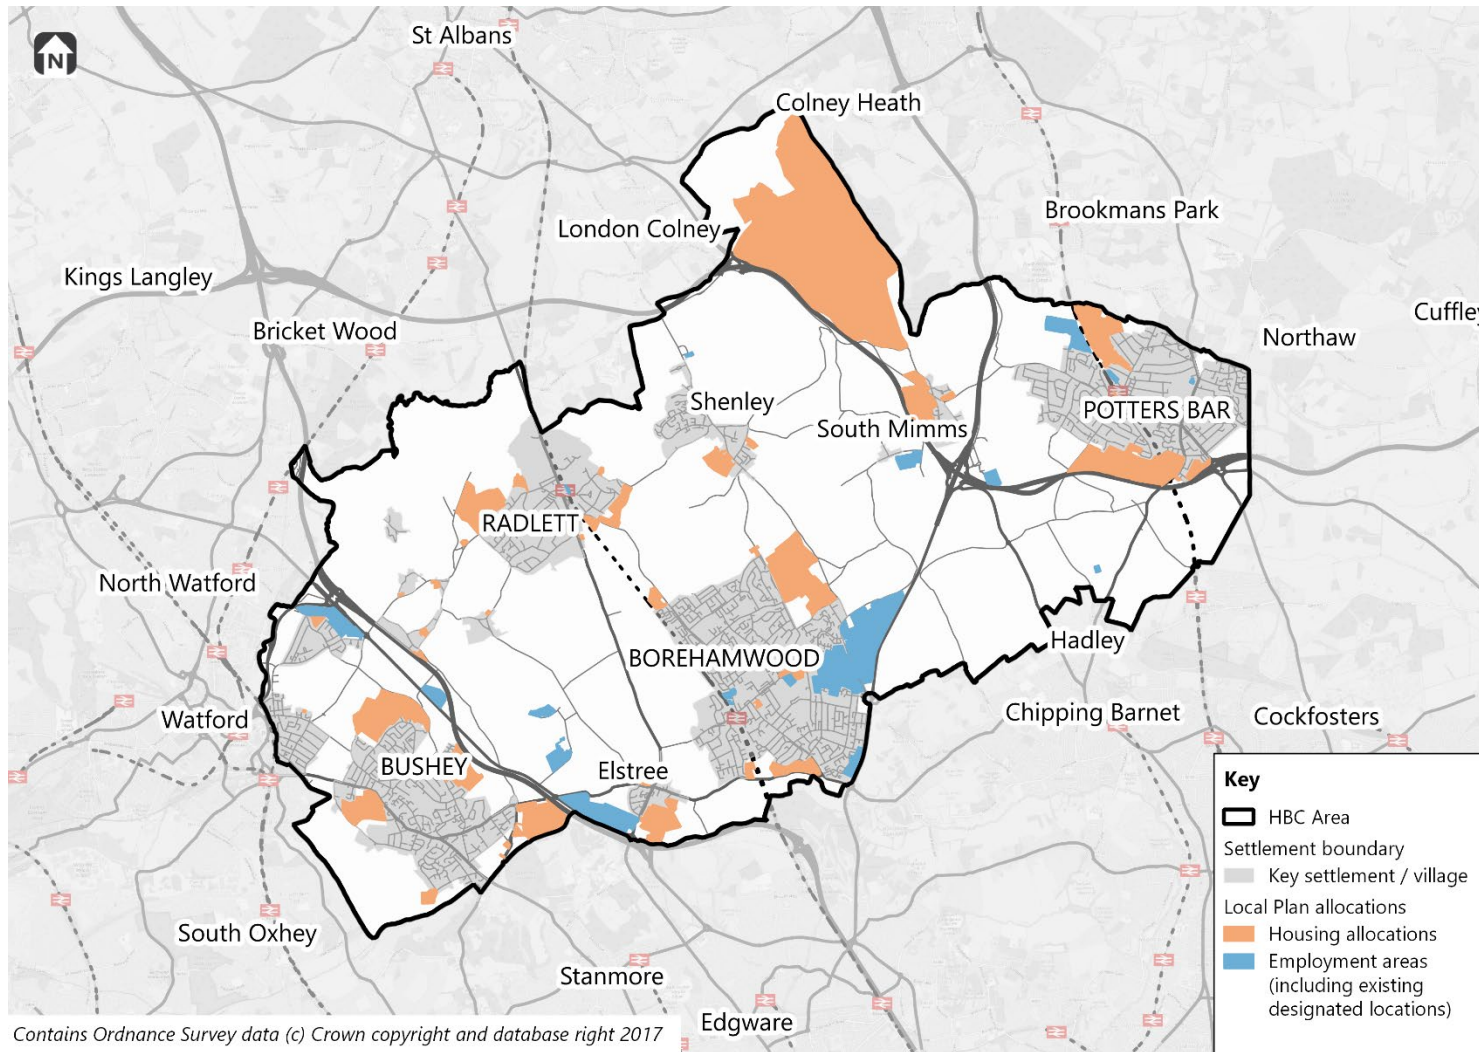 N
St Albans
Colney Heath
Brookmans Park
London Colney
Kings Langley
Bricket Wood
Cuffley
Northaw
Shenley
POTTERS BAR
South Mimms
RADLETT
North Watford
Hadley
BOREHAMWOOD
Watford
Chipping Barnet
Cockfosters
BUSHEY
Elstree
South Oxhey
Stanmore
Edgware
Key
HBC Area
Settlement boundary
Key settlement / village
Local Plan allocations
Housing allocations
Employment areas
(including existing
designated locations)
Contains Ordnance Survey data (c) Crown copyright and database right 2017